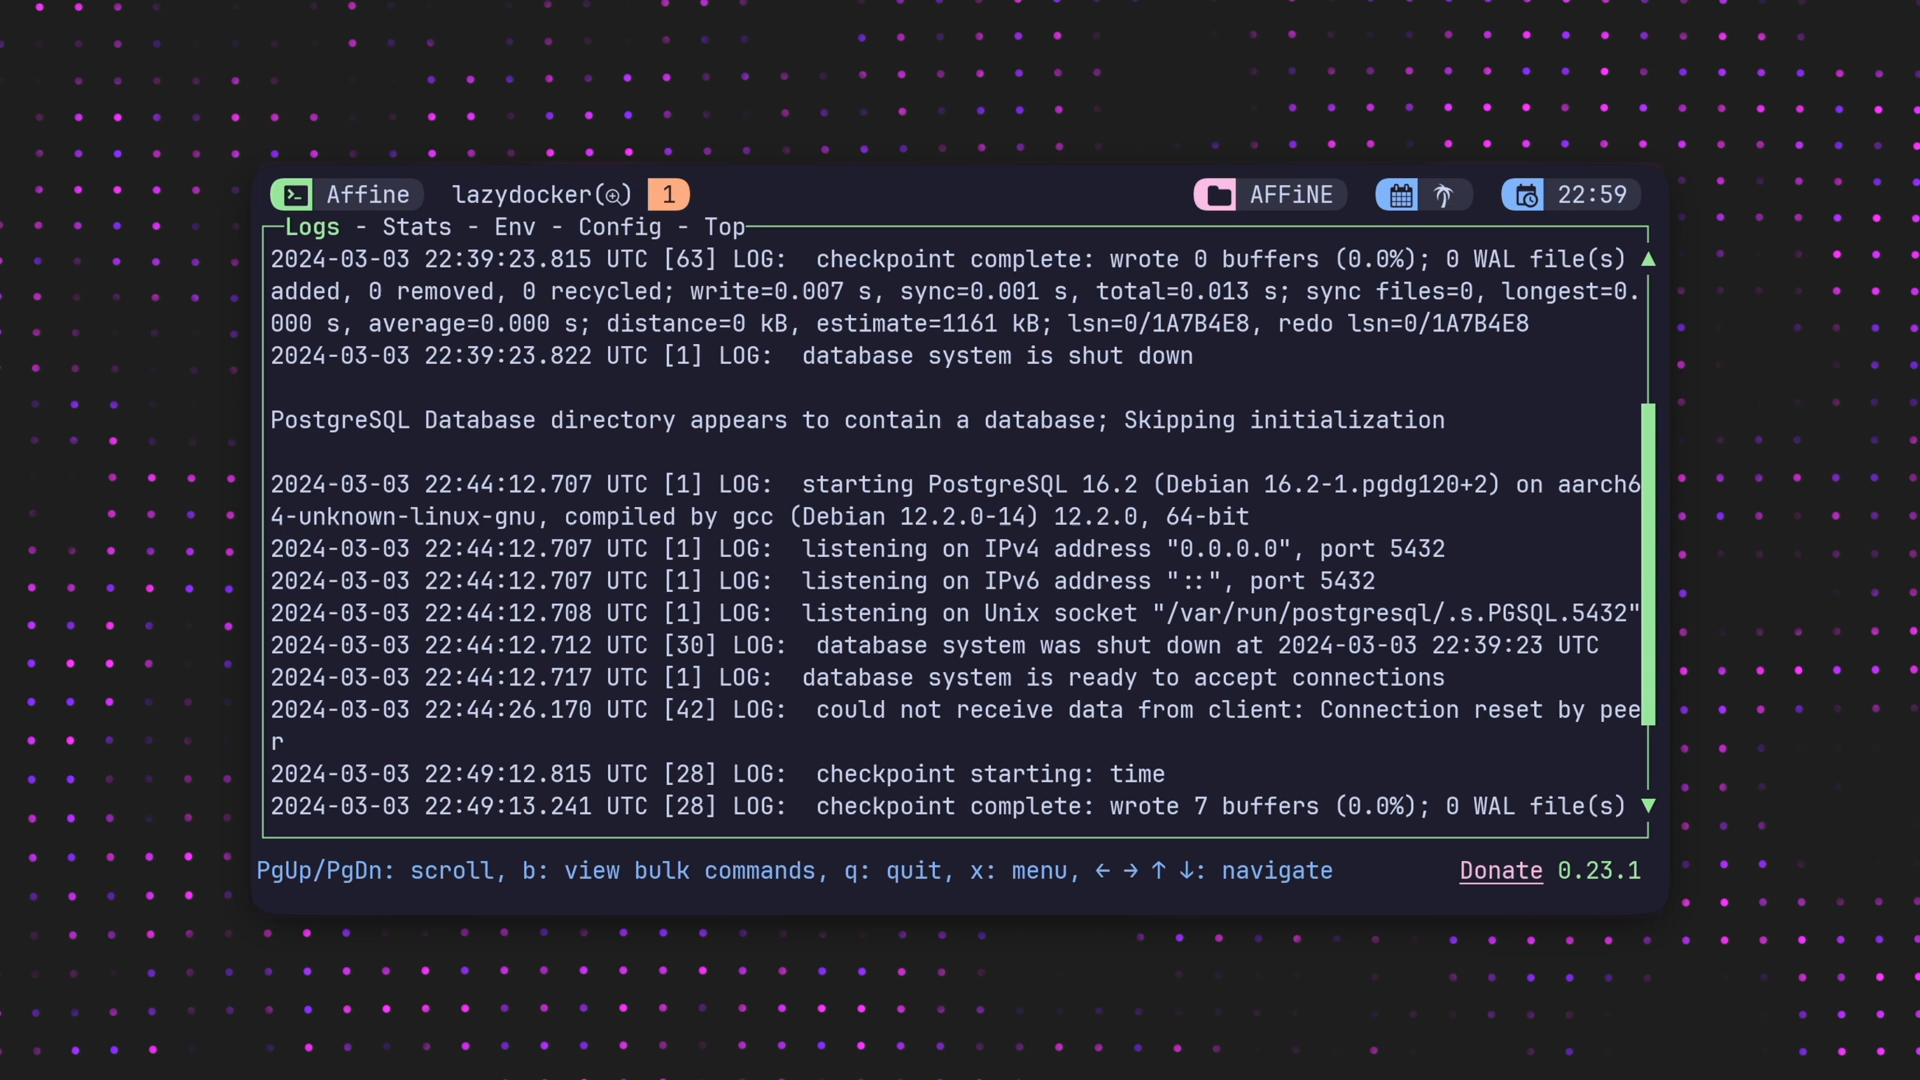 Affine lazydocker 1 AFFiNE 22:59
Logs - Stats - Env - Config - Top
2024-03-03 22:39:23.815 UTC [63] LOG:  checkpoint complete: wrote 0 buffers (0.0%); 0 WAL file(s)
added, 0 removed, 0 recycled; write=0.007 s, sync=0.001 s, total=0.013 s; sync files=0, longest=0.
000 s, average=0.000 s; distance=0 kB, estimate=1161 kB; lsn=0/1A7B4E8, redo lsn=0/1A7B4E8
2024-03-03 22:39:23.822 UTC [1] LOG:  database system is shut down
PostgreSQL Database directory appears to contain a database; Skipping initialization
2024-03-03 22:44:12.707 UTC [1] LOG:  starting PostgreSQL 16.2 (Debian 16.2-1.pgdg120+2) on aarch6
4-unknown-linux-gnu, compiled by gcc (Debian 12.2.0-14) 12.2.0, 64-bit
2024-03-03 22:44:12.707 UTC [1] LOG:  listening on IPv4 address "0.0.0.0", port 5432
2024-03-03 22:44:12.707 UTC [1] LOG:  listening on IPv6 address "::", port 5432
2024-03-03 22:44:12.708 UTC [1] LOG:  listening on Unix socket "/var/run/postgresql/.s.PGSQL.5432"
2024-03-03 22:44:12.712 UTC [30] LOG:  database system was shut down at 2024-03-03 22:39:23 UTC
2024-03-03 22:44:12.717 UTC [1] LOG:  database system is ready to accept connections
2024-03-03 22:44:26.170 UTC [42] LOG:  could not receive data from client: Connection reset by pee
r
2024-03-03 22:49:12.815 UTC [28] LOG:  checkpoint starting: time
2024-03-03 22:49:13.241 UTC [28] LOG:  checkpoint complete: wrote 7 buffers (0.0%); 0 WAL file(s)
PgUp/PgDn: scroll, b: view bulk commands, q: quit, x: menu, ← → ↑ ↓: navigate Donate 0.23.1